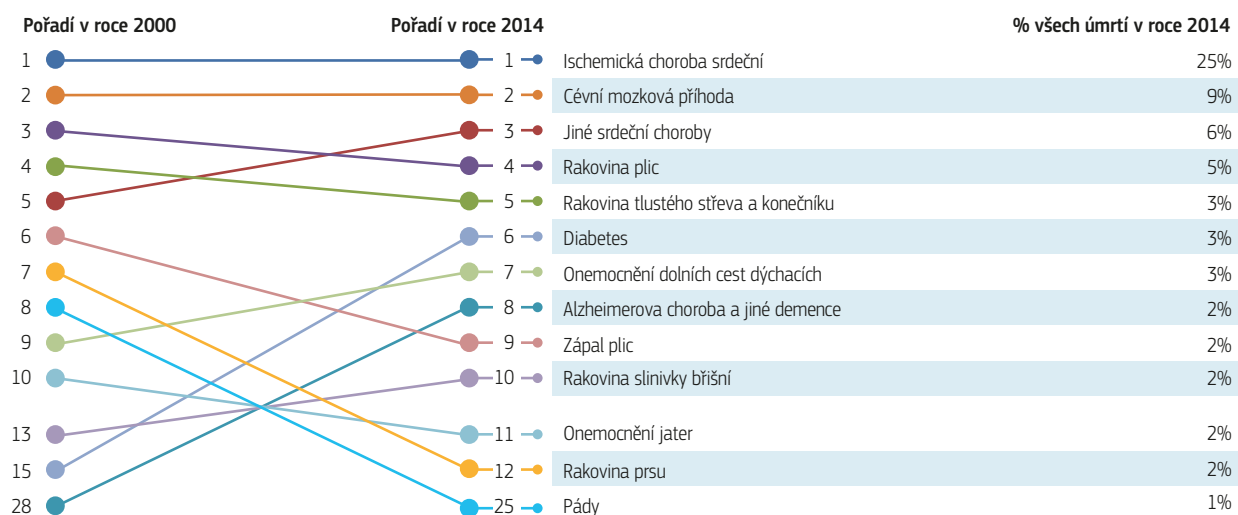 Pořadí v roce 2000 Pořadí v roce 2014 % všech úmrtí v roce 2014
1 1 Ischemická choroba srdeční 25%
2 2 Cévní mozková příhoda 9%
3 3 Jiné srdeční choroby 6%
4 4 Rakovina plic 5%
5 5 Rakovina tlustého střeva a konečníku 3%
6 6 Diabetes 3%
7 7 Onemocnění dolních cest dýchacích 3%
8 8 Alzheimerova choroba a jiné demence 2%
9 9 Zápal plic 2%
10 10 Rakovina slinivky břišní 2%
13 11 Onemocnění jater 2%
15 12 Rakovina prsu 2%
28 25 Pády 1%